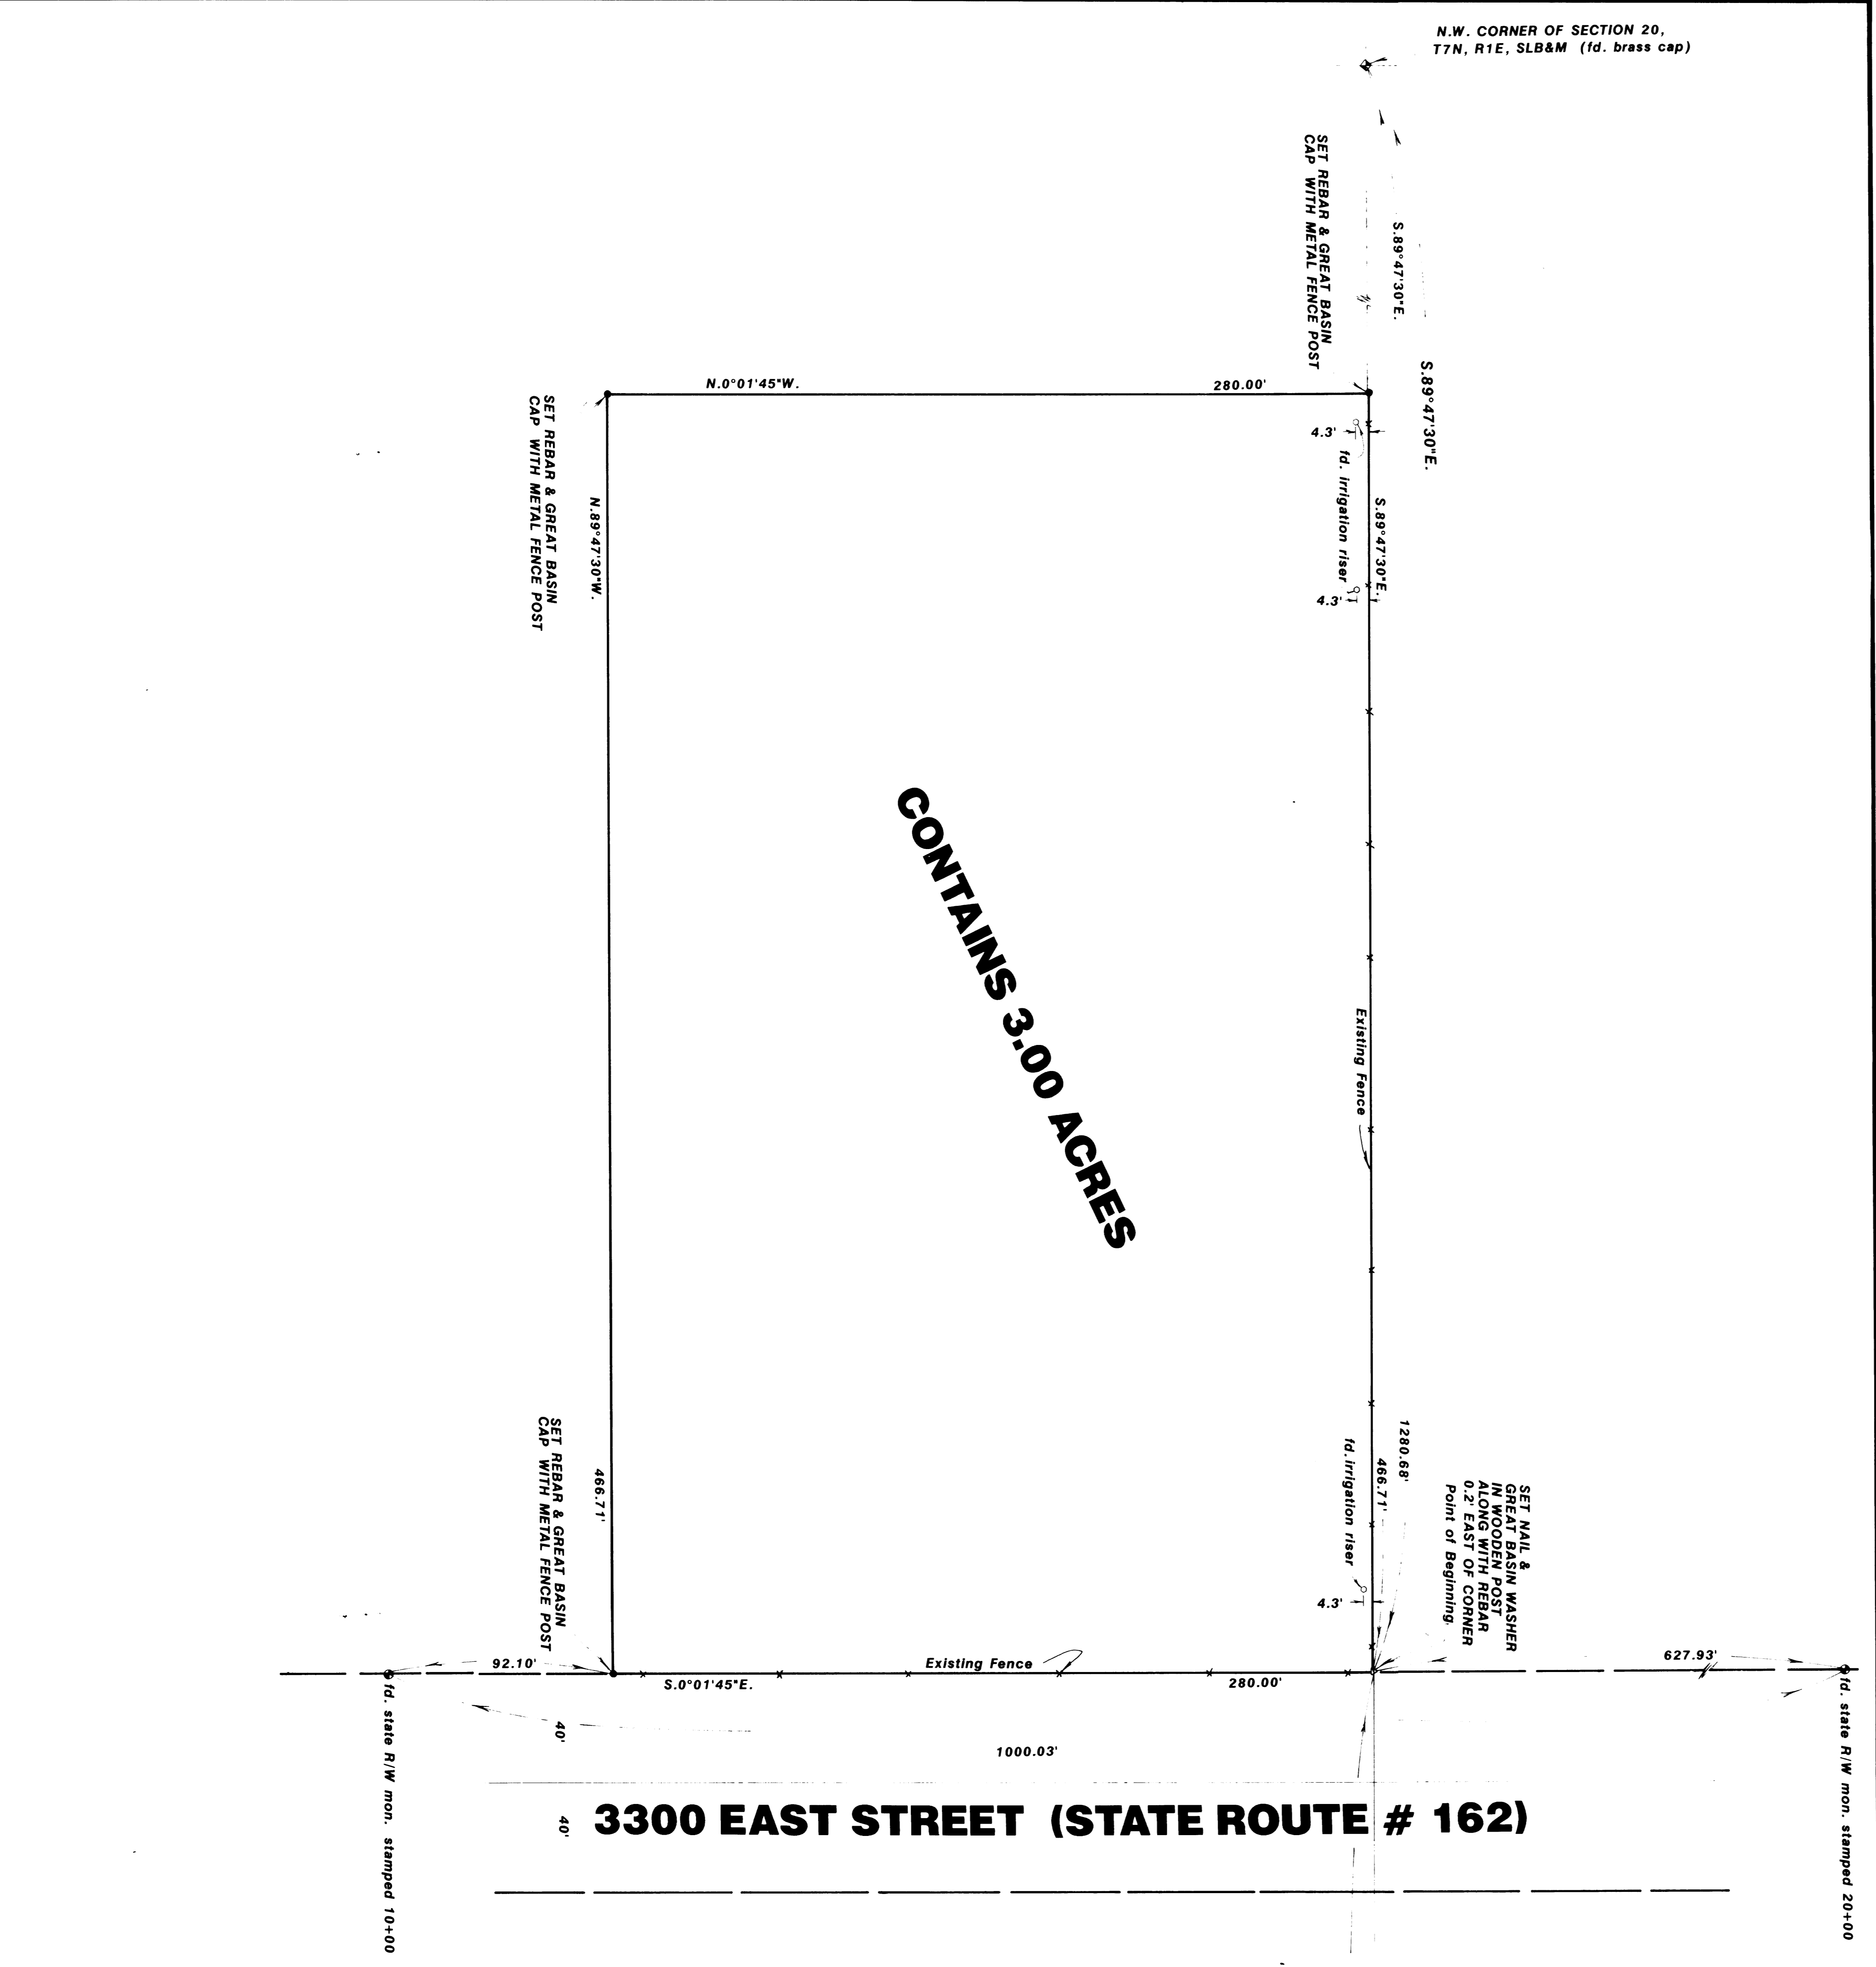 N.W. CORNER OF SECTION 20,
T7N, R1E, SLB&M (fd. brass cap)
SET REBAR & GREAT BASIN
CAP WITH METAL FENCE POST
S.89°47'30"E.
S.89°47'30"E.
N.0°01'45"W.
280.00'
SET REBAR & GREAT BASIN
CAP WITH METAL FENCE POST
N.89°47'30"W.
4.3'
fd. irrigation riser
S.89°47'30"E.
4.3'
CONTAINS 3.00 ACRES
Existing Fence
SET REBAR & GREAT BASIN
CAP WITH METAL FENCE POST
466.71'
fd. irrigation riser
466.71'
1280.68'
SET NAIL &
GREAT BASIN WASHER
IN WOODEN POST
ALONG WITH REBAR
0.2' EAST OF CORNER
Point of Beginning
4.3'
92.10'
Existing Fence
627.93'
S.0°01'45"E.
280.00'
fd. state R/W mon. stamped 10+00
40'
1000.03'
fd. state R/W mon. stamped 20+00
40'
3300 EAST STREET (STATE ROUTE # 162)